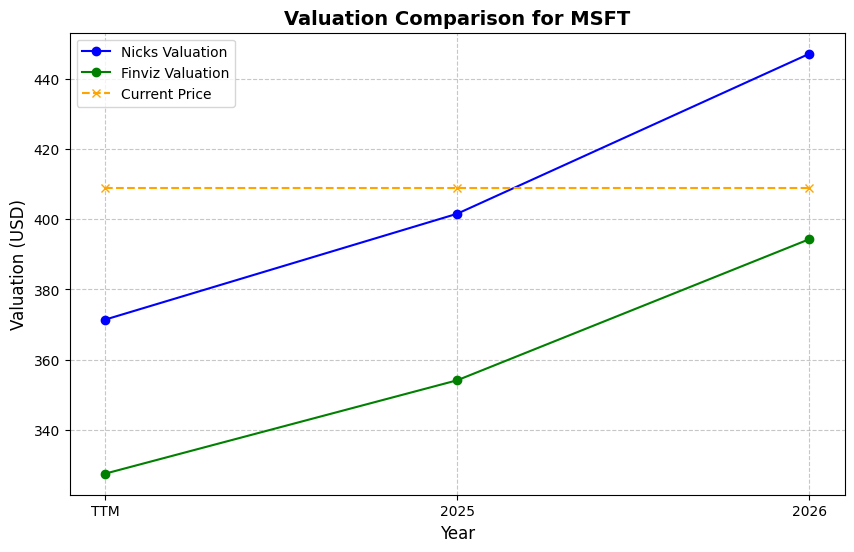 Valuation Comparison for MSFT
Nicks Valuation
Finviz Valuation
Current Price
Valuation (USD)
440
420
400
380
360
340
TTM
2025
2026
Year